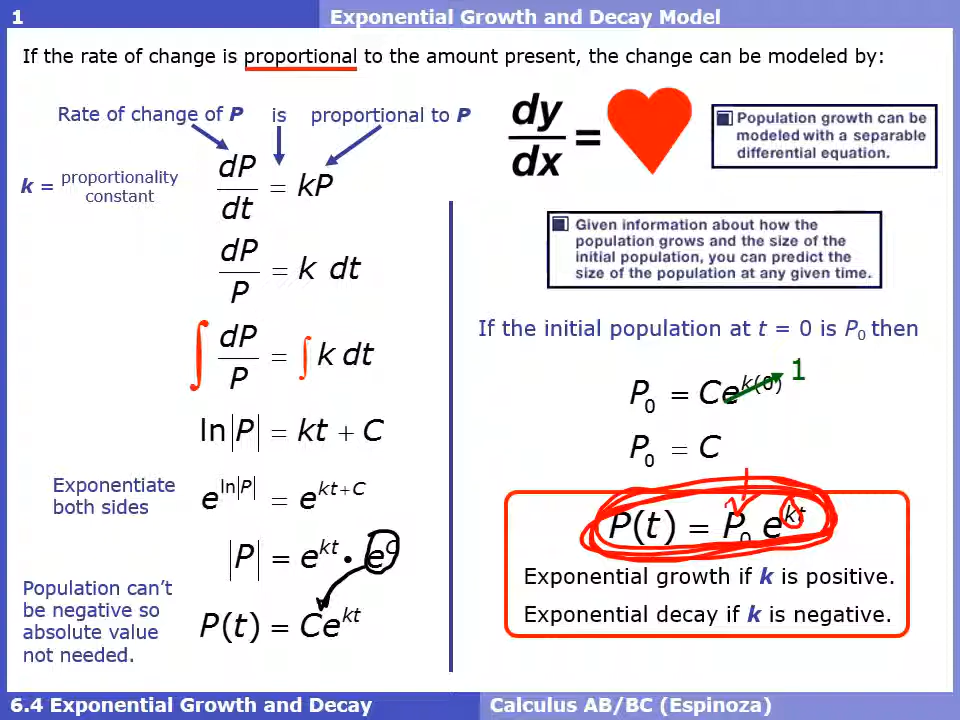 1
Exponential Growth and Decay Model
If the rate of change is proportional to the amount present, the change can be modeled by:
Rate of change of P is proportional to P
k = proportionality constant
dP/dt = kP
dP/P = k dt
∫ dP/P = ∫ k dt
ln|P| = kt + C
Exponentiate
both sides
e^{ln|P|} = e^{kt+C}
|P| = e^{kt} • e^C
Population can't
be negative so
absolute value
not needed.
P(t) = Ce^{kt}
dy/dx =
Population growth can be
modeled with a separable
differential equation.
Given information about how the
population grows and the size of the
initial population, you can predict the
size of the population at any given time.
If the initial population at t = 0 is P₀ then
P₀ = Ce^{k(0)} 1
P₀ = C
P(t) = P₀ e^{kt}
Exponential growth if k is positive.
Exponential decay if k is negative.
6.4 Exponential Growth and Decay
Calculus AB/BC (Espinoza)